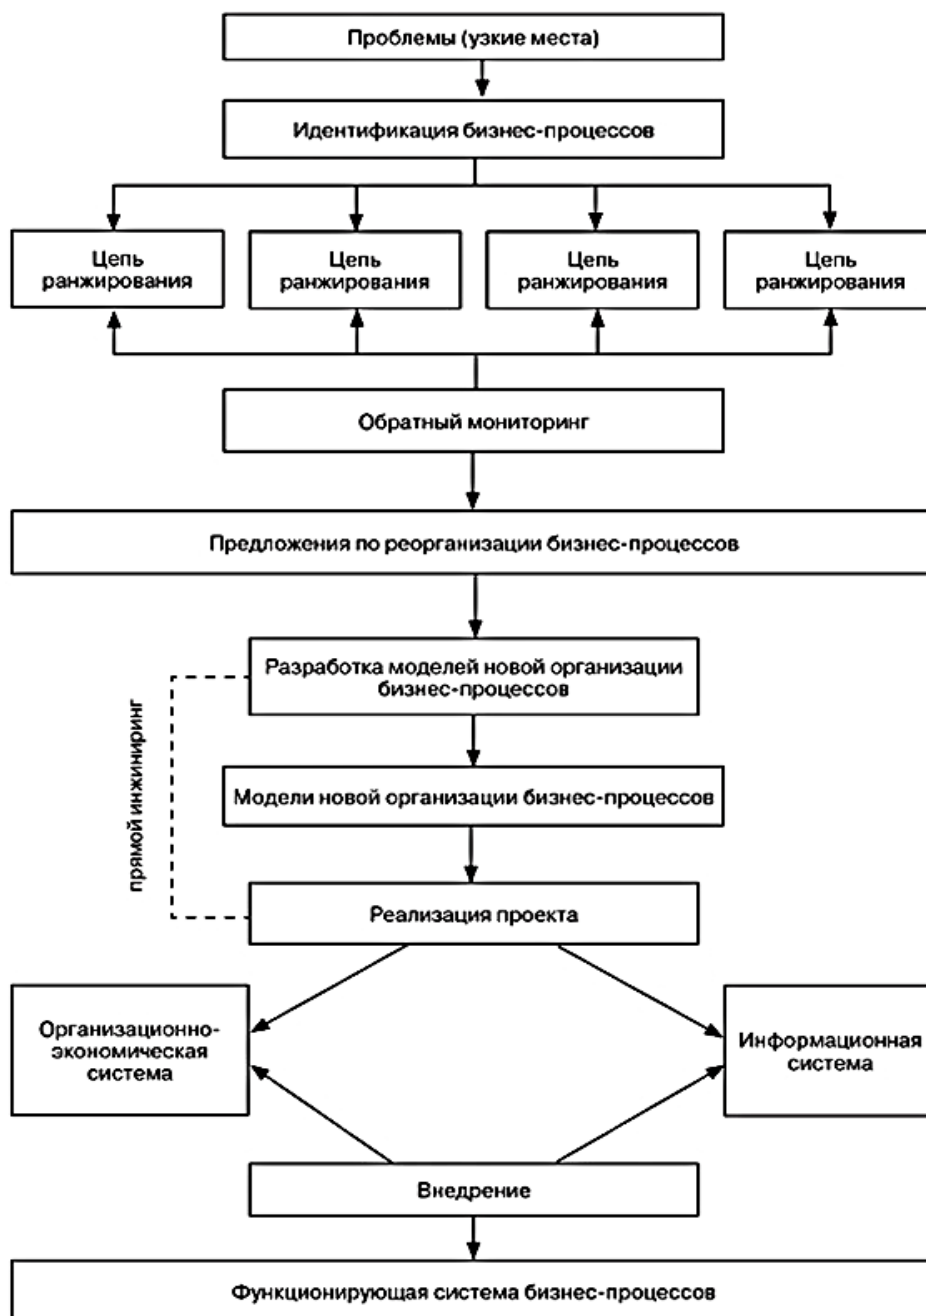 Проблемы (узкие места)
Идентификация бизнес-процессов
Цепь
ранжирования
Цепь
ранжирования
Цепь
ранжирования
Цепь
ранжирования
Обратный мониторинг
Предложения по реорганизации бизнес-процессов
Разработка моделей новой организации
бизнес-процессов
прямой инжиниринг
Модели новой организации бизнес-процессов
Реализация проекта
Организационно-
экономическая
система
Информационная
система
Внедрение
Функционирующая система бизнес-процессов